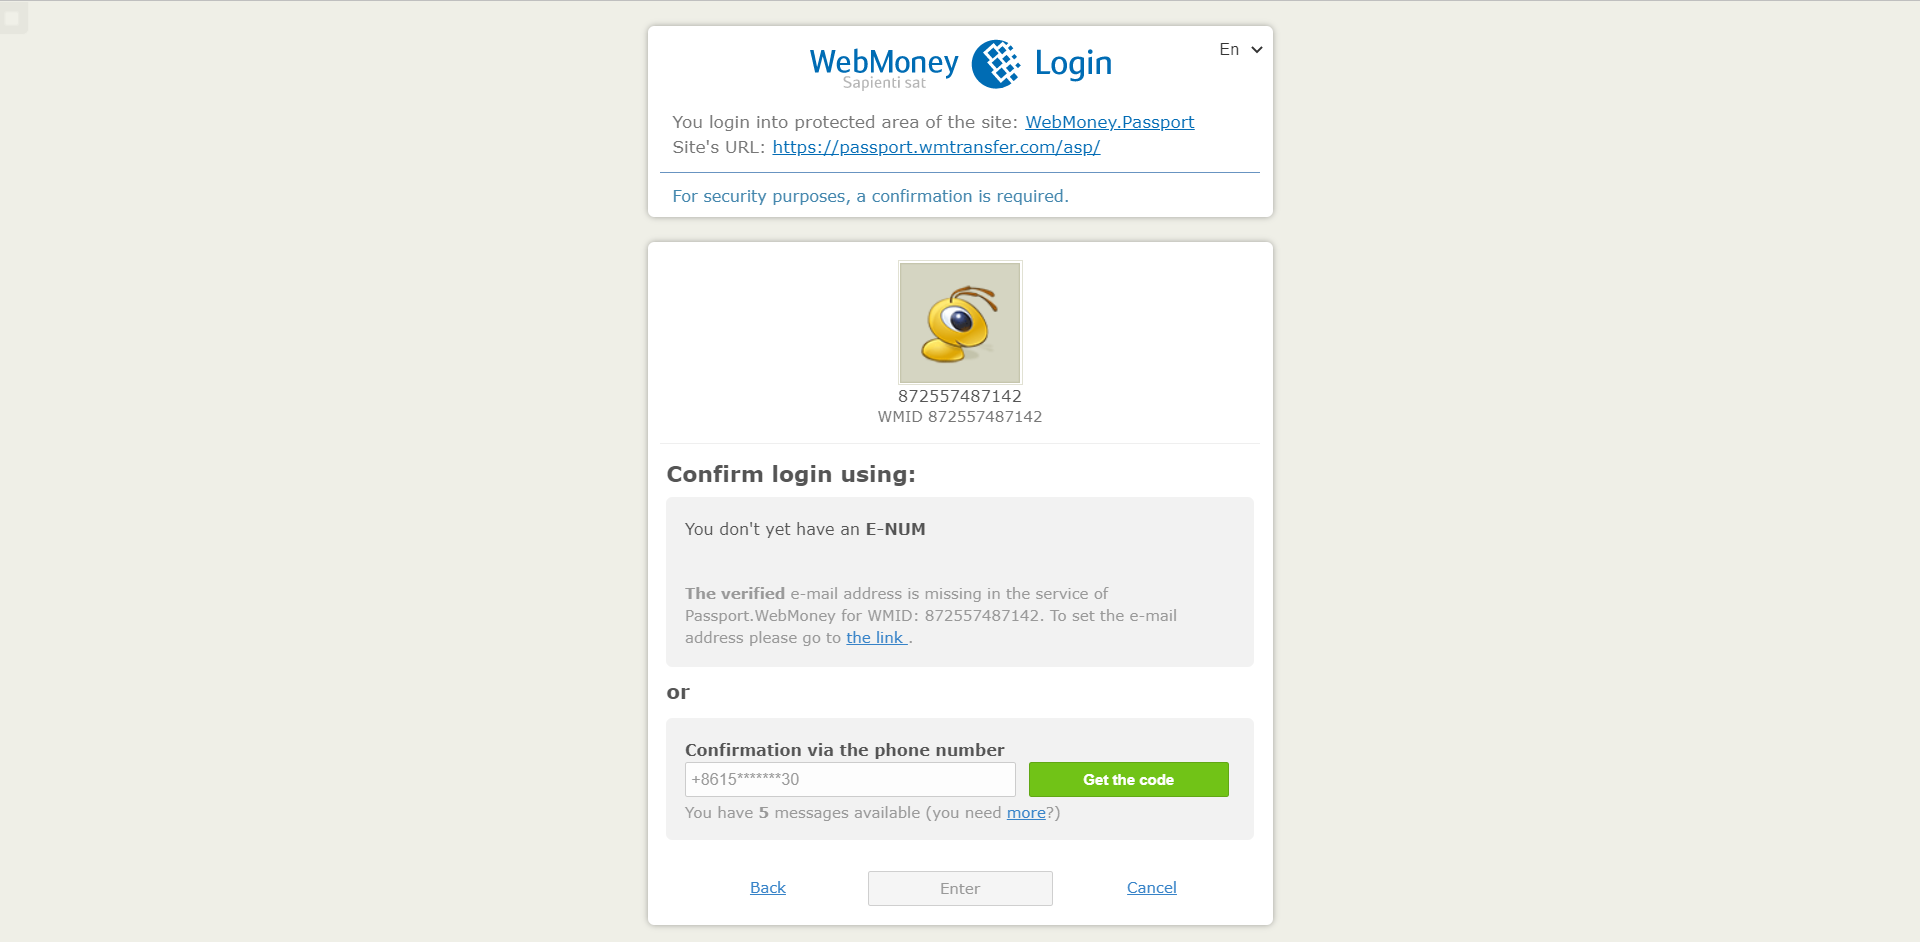 WebMoney Login
Sapienti sat
En
You login into protected area of the site: WebMoney.Passport
Site's URL: https://passport.wmtransfer.com/asp/
For security purposes, a confirmation is required.
872557487142
WMID 872557487142
Confirm login using:
You don't yet have an E-NUM
The verified e-mail address is missing in the service of
Passport.WebMoney for WMID: 872557487142. To set the e-mail
address please go to the link .
or
Confirmation via the phone number
+8615*******30
Get the code
You have 5 messages available (you need more?)
Back
Enter
Cancel